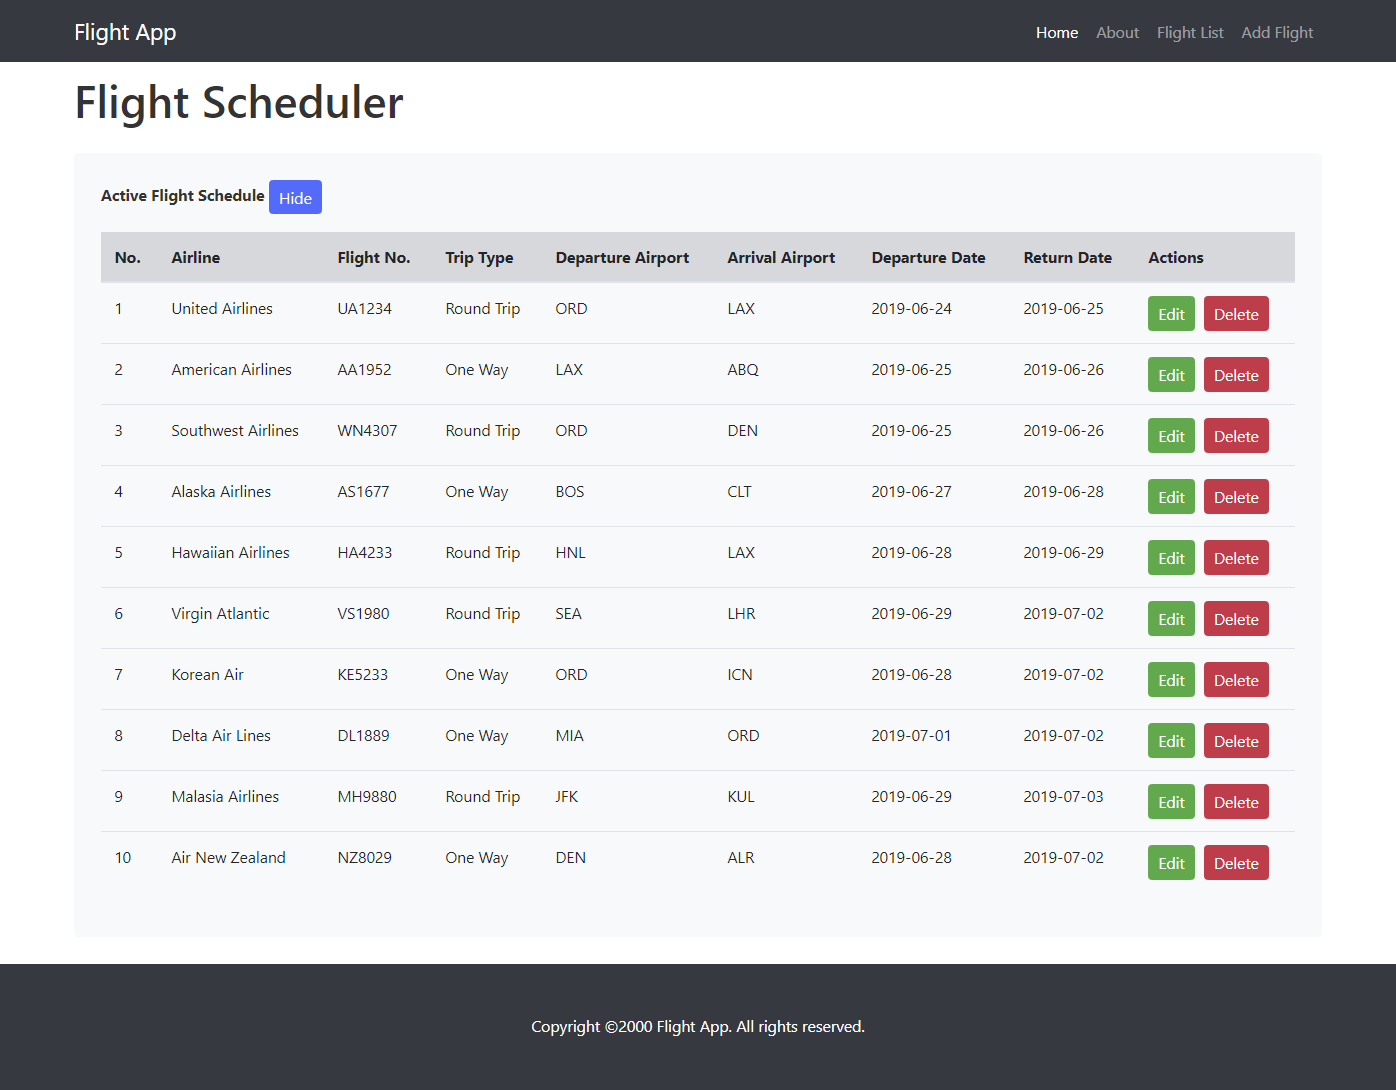 Flight App Home About Flight List Add Flight
Flight Scheduler
Active Flight Schedule Hide
No. Airline Flight No. Trip Type Departure Airport Arrival Airport Departure Date Return Date Actions
1 United Airlines UA1234 Round Trip ORD LAX 2019-06-24 2019-06-25 Edit Delete
2 American Airlines AA1952 One Way LAX ABQ 2019-06-25 2019-06-26 Edit Delete
3 Southwest Airlines WN4307 Round Trip ORD DEN 2019-06-25 2019-06-26 Edit Delete
4 Alaska Airlines AS1677 One Way BOS CLT 2019-06-27 2019-06-28 Edit Delete
5 Hawaiian Airlines HA4233 Round Trip HNL LAX 2019-06-28 2019-06-29 Edit Delete
6 Virgin Atlantic VS1980 Round Trip SEA LHR 2019-06-29 2019-07-02 Edit Delete
7 Korean Air KE5233 One Way ORD ICN 2019-06-28 2019-07-02 Edit Delete
8 Delta Air Lines DL1889 One Way MIA ORD 2019-07-01 2019-07-02 Edit Delete
9 Malasia Airlines MH9880 Round Trip JFK KUL 2019-06-29 2019-07-03 Edit Delete
10 Air New Zealand NZ8029 One Way DEN ALR 2019-06-28 2019-07-02 Edit Delete
Copyright ©2000 Flight App. All rights reserved.